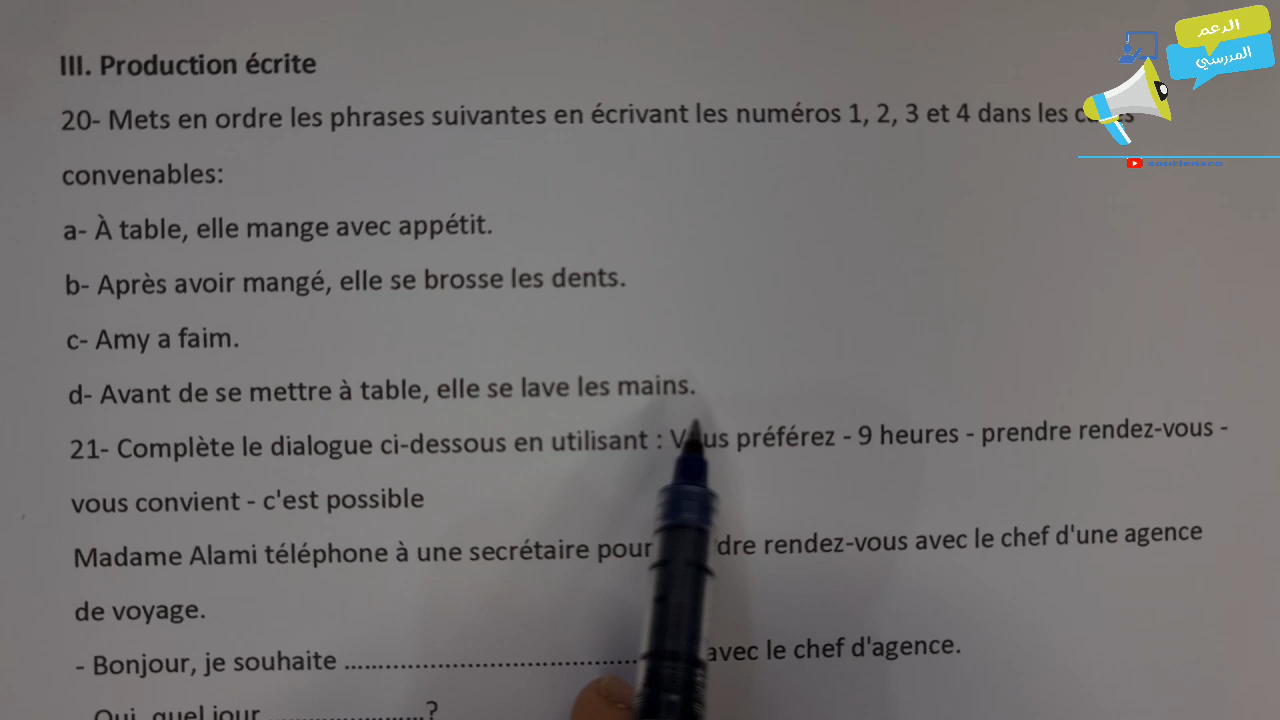 الدعم
المدرسي
soutiensco
III. Production écrite
20- Mets en ordre les phrases suivantes en écrivant les numéros 1, 2, 3 et 4 dans les
convenables:
a- À table, elle mange avec appétit.
b- Après avoir mangé, elle se brosse les dents.
c- Amy a faim.
d- Avant de se mettre à table, elle se lave les mains.
21- Complète le dialogue ci-dessous en utilisant : Vous préférez - 9 heures - prendre rendez-vous -
vous convient - c'est possible
Madame Alami téléphone à une secrétaire pour dre rendez-vous avec le chef d'une agence
de voyage.
- Bonjour, je souhaite ........................................ avec le chef d'agence.
Oui, quel jour ......................?